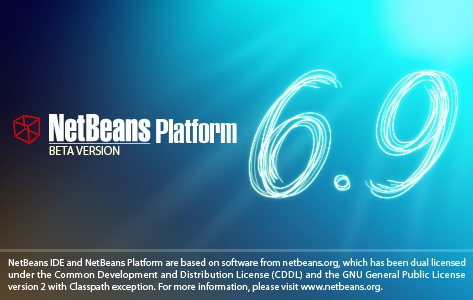 NetBeans Platform 6.9
BETA VERSION
NetBeans IDE and NetBeans Platform are based on software from netbeans.org, which has been dual licensed
under the Common Development and Distribution License (CDDL) and the GNU General Public License
version 2 with Classpath exception. For more information, please visit www.netbeans.org.